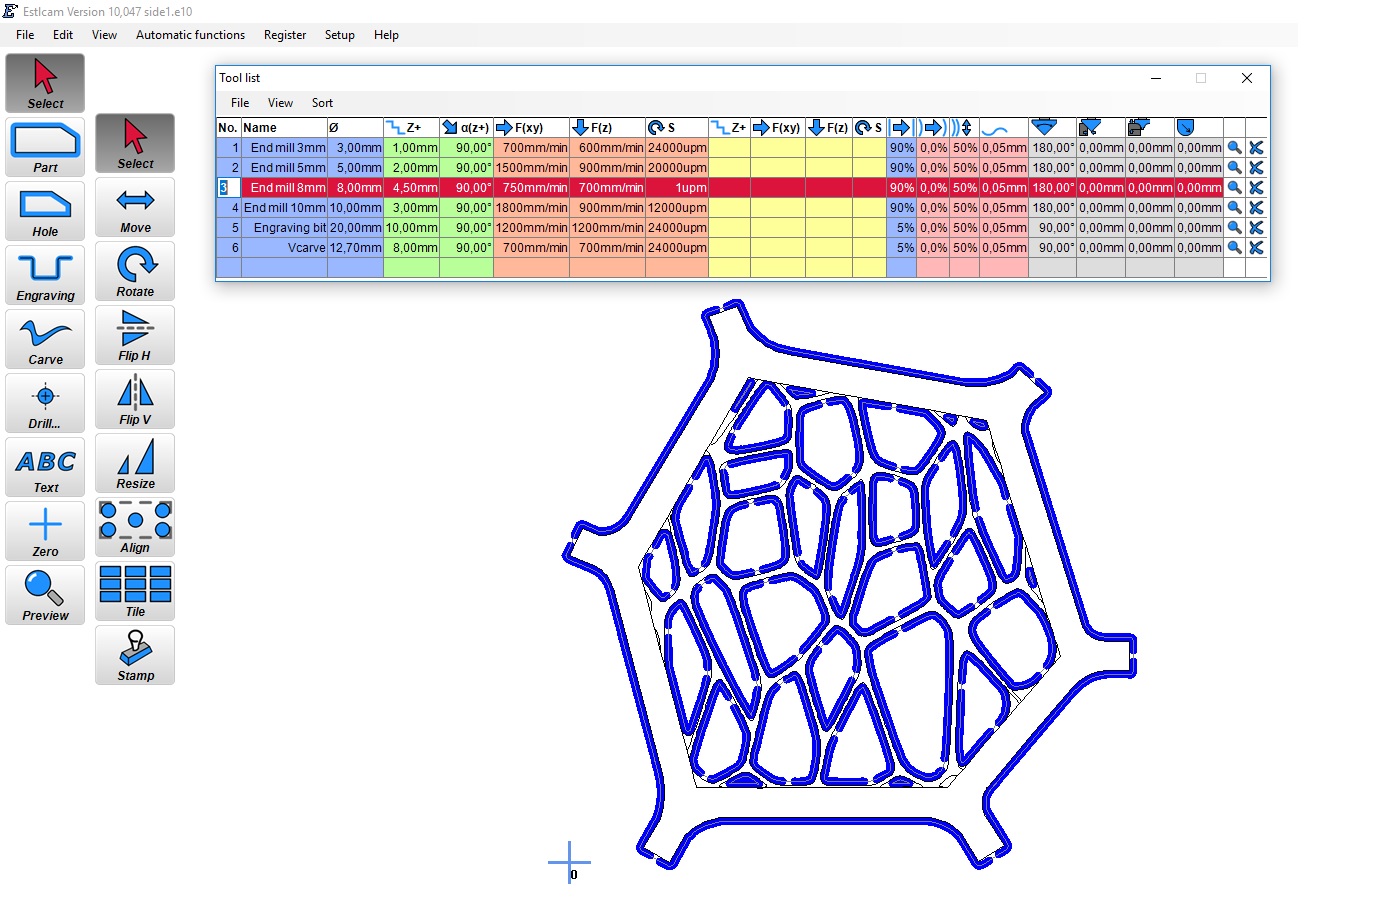 Estlcam Version 10,047 side1.e10
File Edit View Automatic functions Register Setup Help
Select
Part
Hole
Engraving
Carve
Drill...
ABC
Text
Zero
Preview
Select
Move
Rotate
Flip H
Flip V
Resize
Align
Tile
Stamp
Tool list
File View Sort
No. Name Ø Z+ α(z+) F(xy) F(z) S Z+ F(xy) F(z) S
1 End mill 3mm 3,00mm 1,00mm 90,00° 700mm/min 600mm/min 24000upm 90% 0,0% 50% 0,05mm 180,00° 0,00mm 0,00mm 0,00mm
2 End mill 5mm 5,00mm 2,00mm 90,00° 1500mm/min 900mm/min 24000upm 90% 0,0% 50% 0,05mm 180,00° 0,00mm 0,00mm 0,00mm
3 End mill 8mm 8,00mm 4,50mm 90,00° 750mm/min 700mm/min 1upm 90% 0,0% 50% 0,05mm 180,00° 0,00mm 0,00mm 0,00mm
4 End mill 10mm 10,00mm 3,00mm 90,00° 1800mm/min 900mm/min 12000upm 90% 0,0% 50% 0,05mm 180,00° 0,00mm 0,00mm 0,00mm
5 Engraving bit 20,00mm 10,00mm 90,00° 1200mm/min 1200mm/min 24000upm 5% 0,0% 50% 0,05mm 90,00° 0,00mm 0,00mm 0,00mm
6 Vcarve 12,70mm 8,00mm 90,00° 700mm/min 700mm/min 24000upm 5% 0,0% 50% 0,05mm 90,00° 0,00mm 0,00mm 0,00mm
0